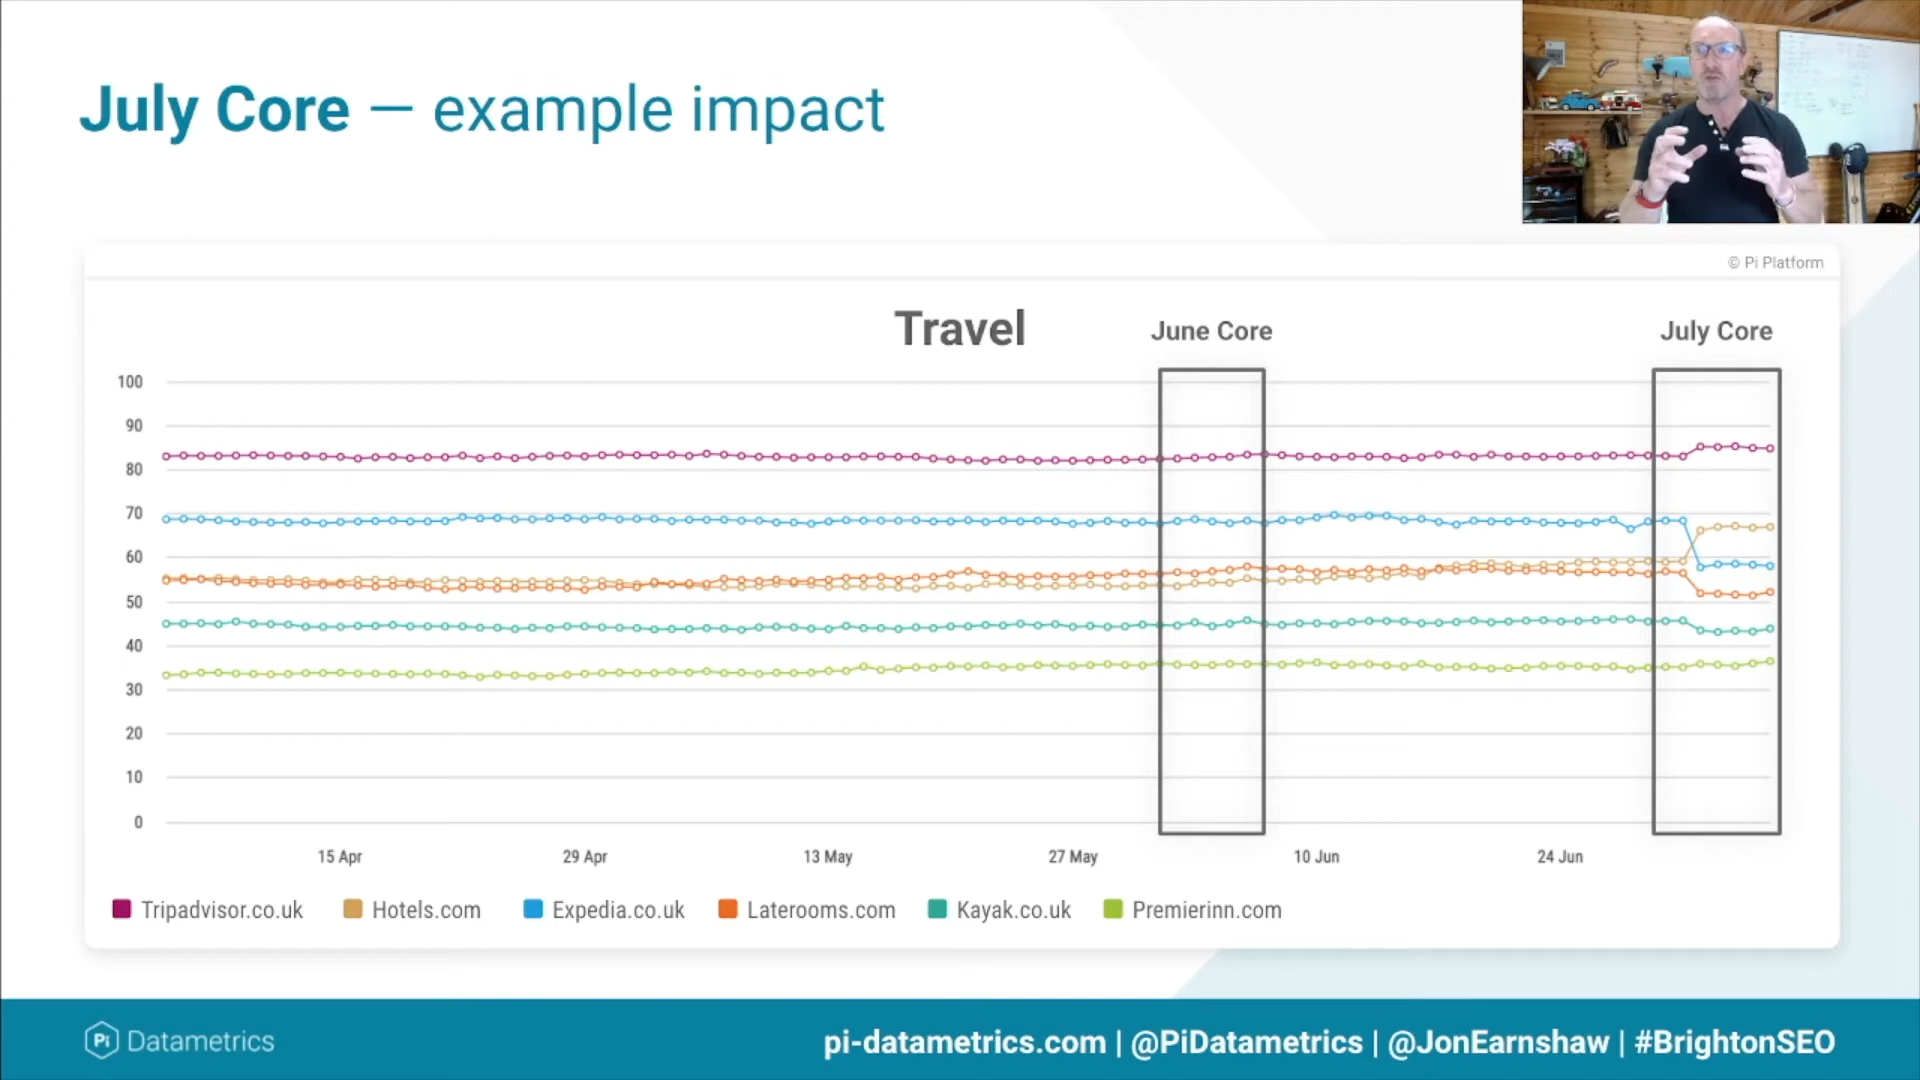 July Core — example impact
© Pi Platform
Travel
June Core
July Core
100
90
80
70
60
50
40
30
20
10
0
15 Apr
29 Apr
13 May
27 May
10 Jun
24 Jun
Tripadvisor.co.uk
Hotels.com
Expedia.co.uk
Laterooms.com
Kayak.co.uk
Premierinn.com
Pi Datametrics
pi-datametrics.com | @PiDatametrics | @JonEarnshaw | #BrightonSEO